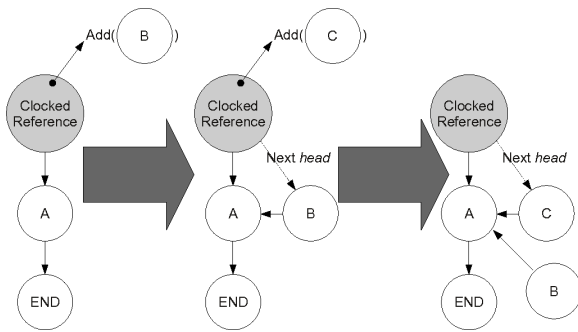 Add( B )
Clocked
Reference
A
END
Add( C )
Clocked
Reference
Next head
A
B
END
Clocked
Reference
Next head
A
C
B
END